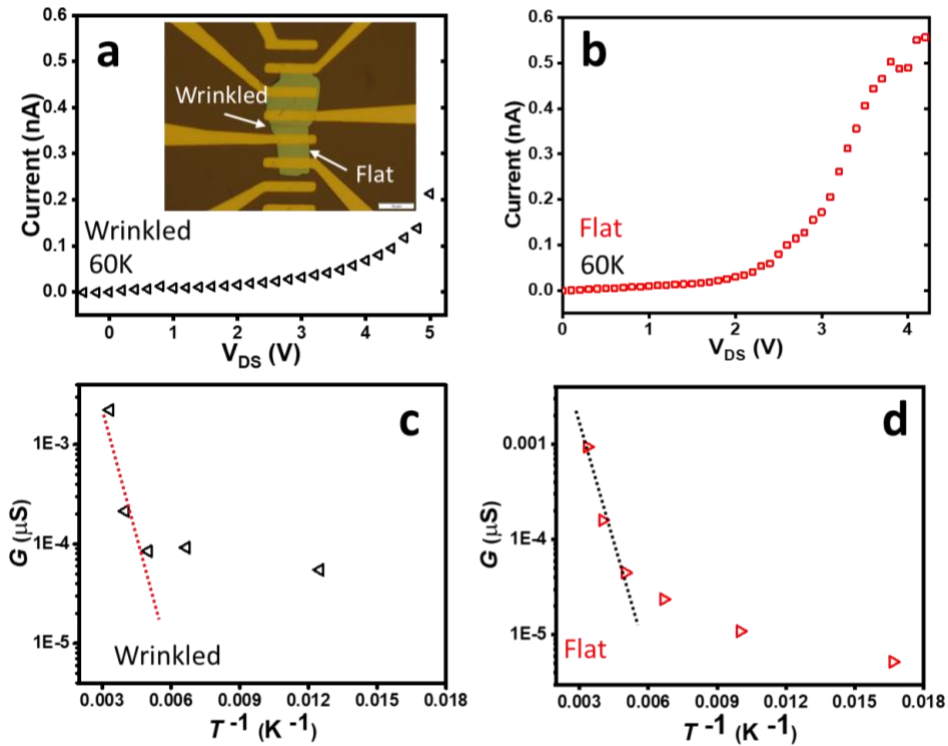 a
Wrinkled
Flat
Current (nA)
0.6
0.5
0.4
0.3
0.2
0.1
0.0
Wrinkled
60K
0 1 2 3 4 5
V_DS (V)
b
Current (nA)
0.6
0.5
0.4
0.3
0.2
0.1
0.0
Flat
60K
0 1 2 3 4
V_DS (V)
c
G (μS)
1E-3
1E-4
1E-5
Wrinkled
0.003 0.006 0.009 0.012 0.015 0.018
T⁻¹ (K⁻¹)
d
G (μS)
0.001
1E-4
1E-5
Flat
0.003 0.006 0.009 0.012 0.015 0.018
T⁻¹ (K⁻¹)